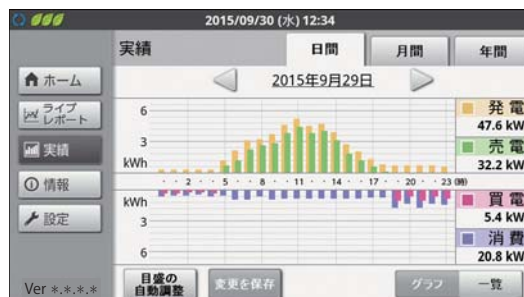 2015/09/30 (水) 12:34
実績
日間
月間
年間
ホーム
2015年9月29日
ライブ
レポート
実績
情報
設定
Ver *.*.*.*
6
3
kWh
2 5 8 11 14 17 20 23 (時)
kWh
3
6
発電
47.6 kW
売電
32.2 kW
買電
5.4 kW
消費
20.8 kW
目盛の
自動調整
変更を保存
グラフ
一覧